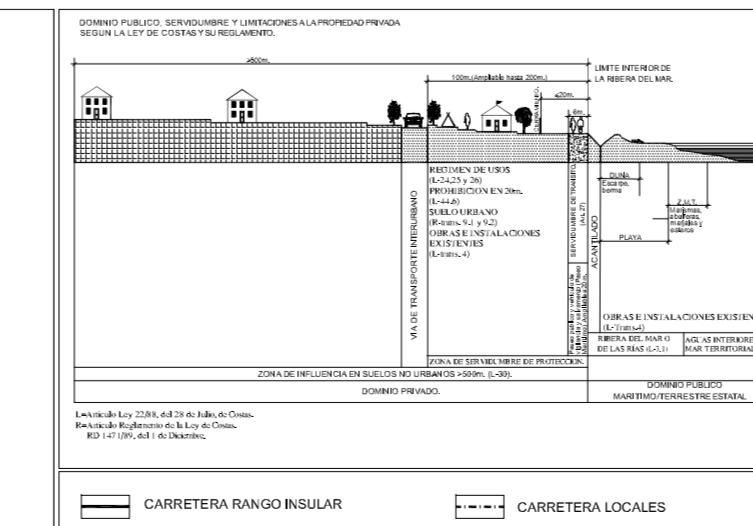 DOMINIO PUBLICO, SERVIDUMBRE Y LIMITACIONES A LA PROPIEDAD PRIVADA
SEGUN LA LEY DE COSTAS Y SU REGLAMENTO.
>500m.
100m.(Ampliable hasta 200m.)
≤20m.
6m.
LIMITE INTERIOR DE
LA RIBERA DEL MAR.
REGIMEN DE USOS
(L-24,25 y 26)
PROHIBICION EN 20m.
(L-44.6)
SUELO URBANO
(R-trans. 9-1 y 9-2)
OBRAS E INSTALACIONES
EXISTENTES
(L-trans. 4)
VIA DE TRANSPORTE INTERURBANO
SERVIDUMBRE DE TRANSITO.
(Art. 27)
ACANTILADO
DUNA
Escarpe,
berma
PLAYA
Z.M.T.
Marismas,
albuferas,
marjales y
esteros
OBRAS E INSTALACIONES EXISTEN
(L-Trans.4)
RIBERA DEL MAR O
DE LAS RÍAS (L-3,1)
AGUAS INTERIORES
MAR TERRITORIAL
ZONA DE SERVIDUMBRE DE PROTECCION.
ZONA DE INFLUENCIA EN SUELOS NO URBANOS >500m. (L-30).
DOMINIO PRIVADO.
DOMINIO PUBLICO
MARITIMO/TERRESTRE ESTATAL
L=Articulo Ley 22/88, del 28 de Julio, de Costas.
R=Articulo Reglamento de la Ley de Costas.
RD 1471/89, del 1 de Diciembre.
CARRETERA RANGO INSULAR
CARRETERA LOCALES